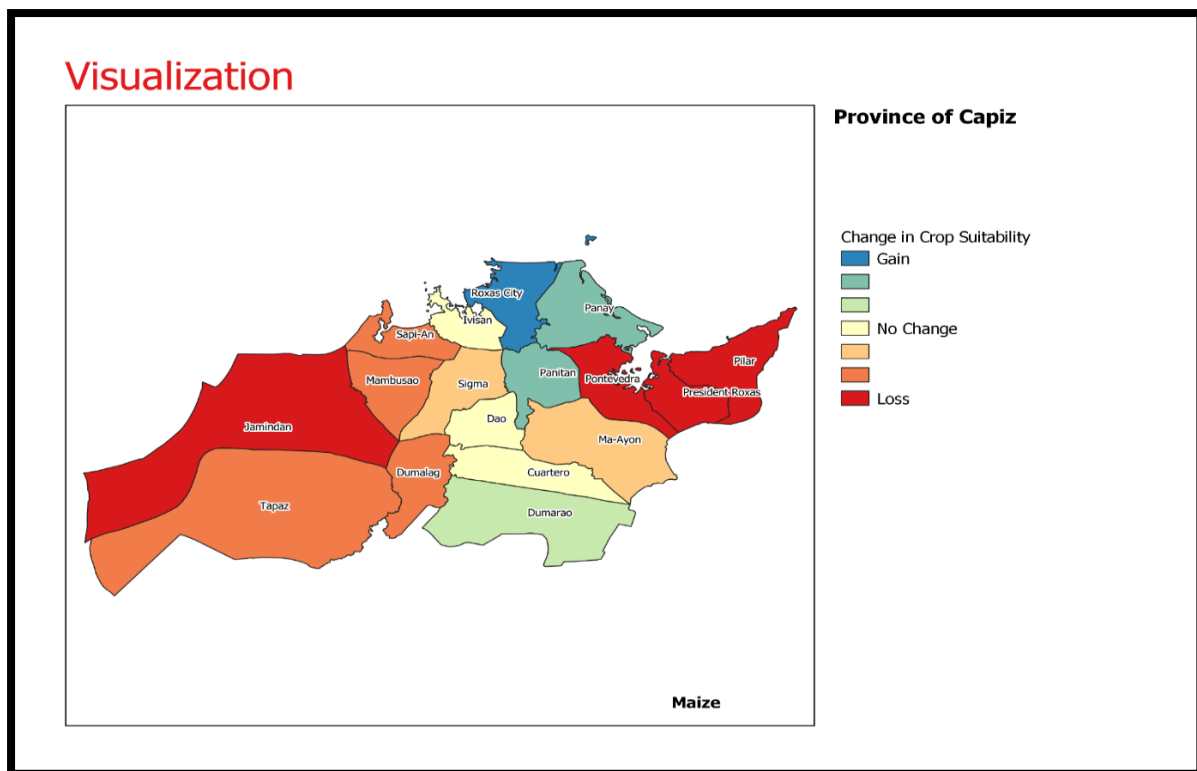 Visualization
Province of Capiz
Change in Crop Suitability
Gain
No Change
Loss
Roxas City
Panay
Ivisan
Sapi-An
Pilar
Panitan
Pontevedra
Mambusao
Sigma
President Roxas
Dao
Jamindan
Ma-Ayon
Dumalag
Cuartero
Tapaz
Dumarao
Maize